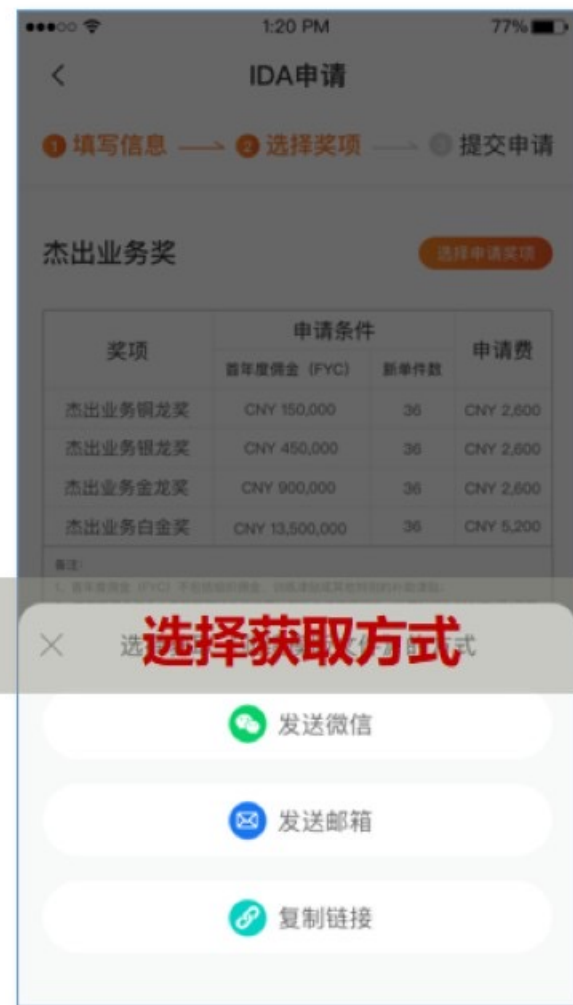 1:20 PM 77%
IDA申请
1 填写信息 2 选择奖项 3 提交申请
杰出业务奖 选择申请奖项
奖项 申请条件 申请费
首年度佣金 (FYC) 新单件数
杰出业务铜龙奖 CNY 150,000 36 CNY 2,600
杰出业务银龙奖 CNY 450,000 36 CNY 2,600
杰出业务金龙奖 CNY 900,000 36 CNY 2,600
杰出业务白金奖 CNY 13,500,000 36 CNY 5,200
备注:
选择获取方式
发送微信
发送邮箱
复制链接